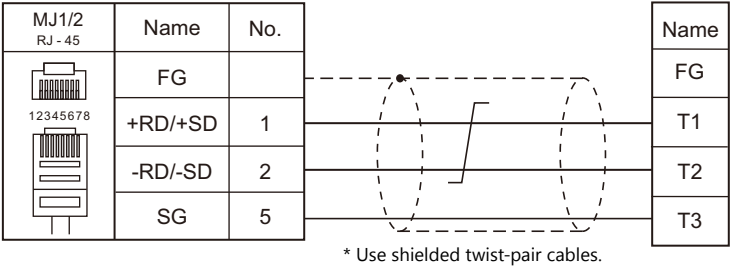 MJ1/2 Name No. Name
RJ - 45
FG FG
12345678
+RD/+SD 1 T1
-RD/-SD 2 T2
SG 5 T3
* Use shielded twist-pair cables.